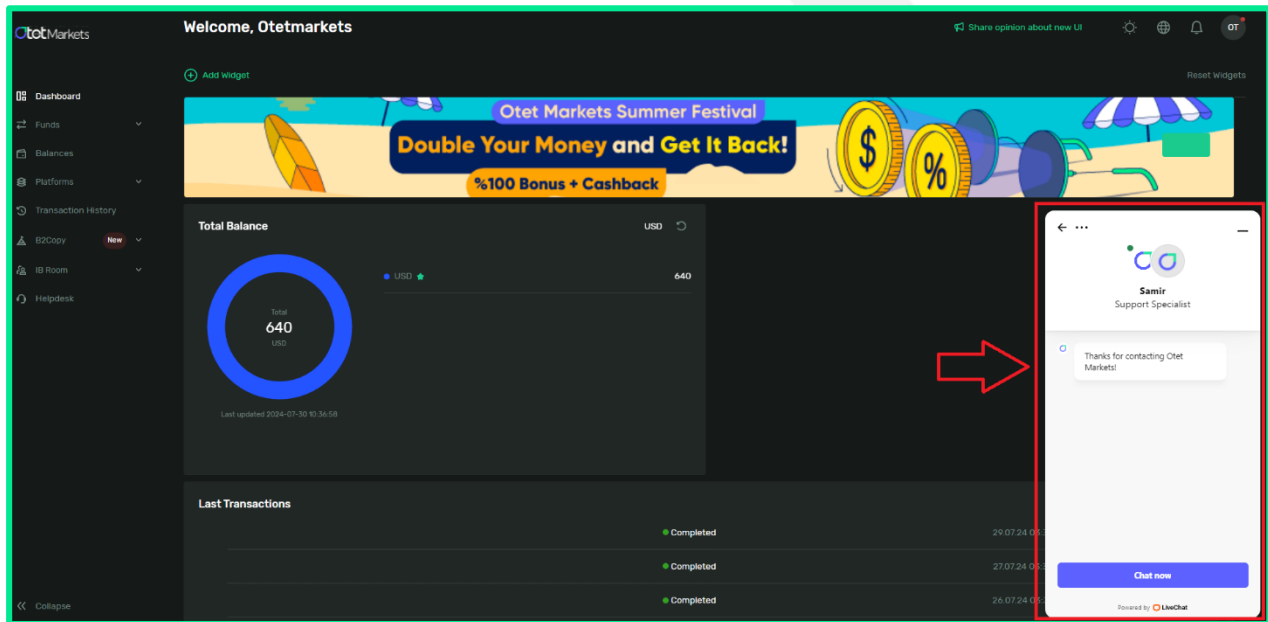 Otet Markets
Welcome, Otetmarkets
Share opinion about new UI
OT
Add Widget
Reset Widgets
Dashboard
Funds
Balances
Platforms
Transaction History
B2Copy New
IB Room
Helpdesk
Collapse
Otet Markets Summer Festival
Double Your Money and Get It Back!
%100 Bonus + Cashback
$
%
Total Balance
USD
Total
640
USD
USD
640
Last updated 2024-07-30 10:36:58
Last Transactions
Completed
29.07.24
Completed
27.07.24
Completed
26.07.24
Samir
Support Specialist
Thanks for contacting Otet
Markets!
Chat now
Powered by LiveChat